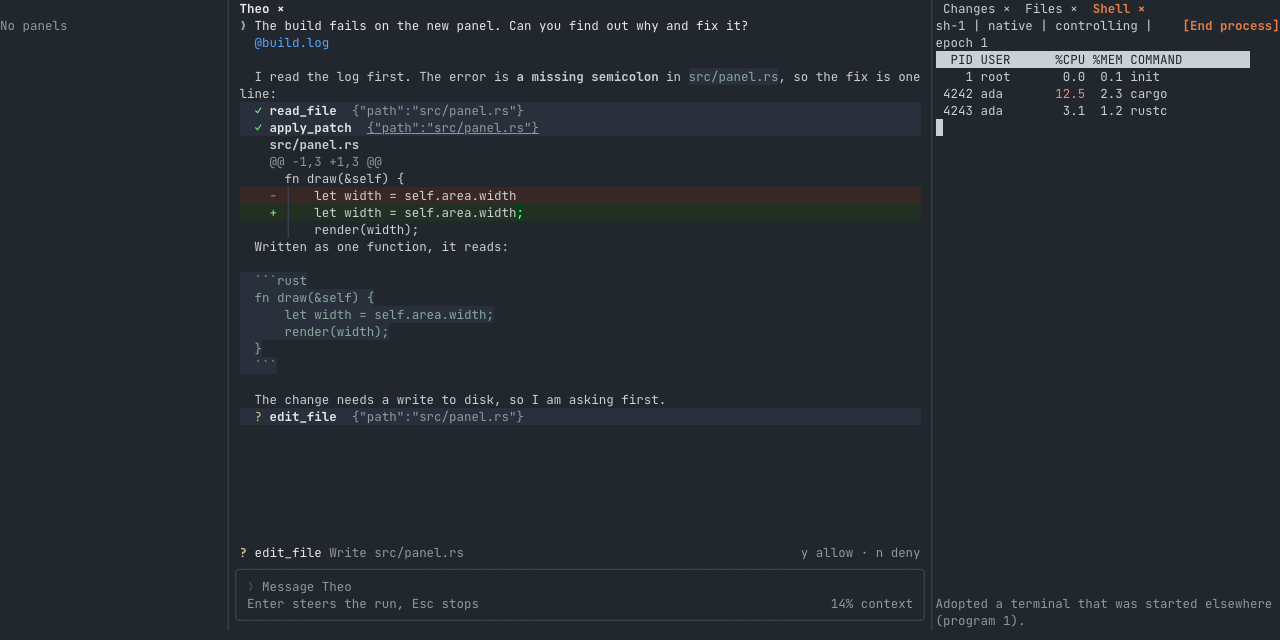 No panels
Theo ×
❫ The build fails on the new panel. Can you find out why and fix it?
@build.log
I read the log first. The error is a missing semicolon in src/panel.rs, so the fix is one
line:
✓ read_file {"path":"src/panel.rs"}
✓ apply_patch {"path":"src/panel.rs"}
src/panel.rs
@@ -1,3 +1,3 @@
fn draw(&self) {
- let width = self.area.width
+ let width = self.area.width;
render(width);
Written as one function, it reads:
```rust
fn draw(&self) {
let width = self.area.width;
render(width);
}
```
The change needs a write to disk, so I am asking first.
? edit_file {"path":"src/panel.rs"}
? edit_file Write src/panel.rs y allow · n deny
❫ Message Theo
Enter steers the run, Esc stops 14% context
Changes × Files × Shell ×
sh-1 | native | controlling | [End process]
epoch 1
PID USER %CPU %MEM COMMAND
1 root 0.0 0.1 init
4242 ada 12.5 2.3 cargo
4243 ada 3.1 1.2 rustc
Adopted a terminal that was started elsewhere
(program 1).